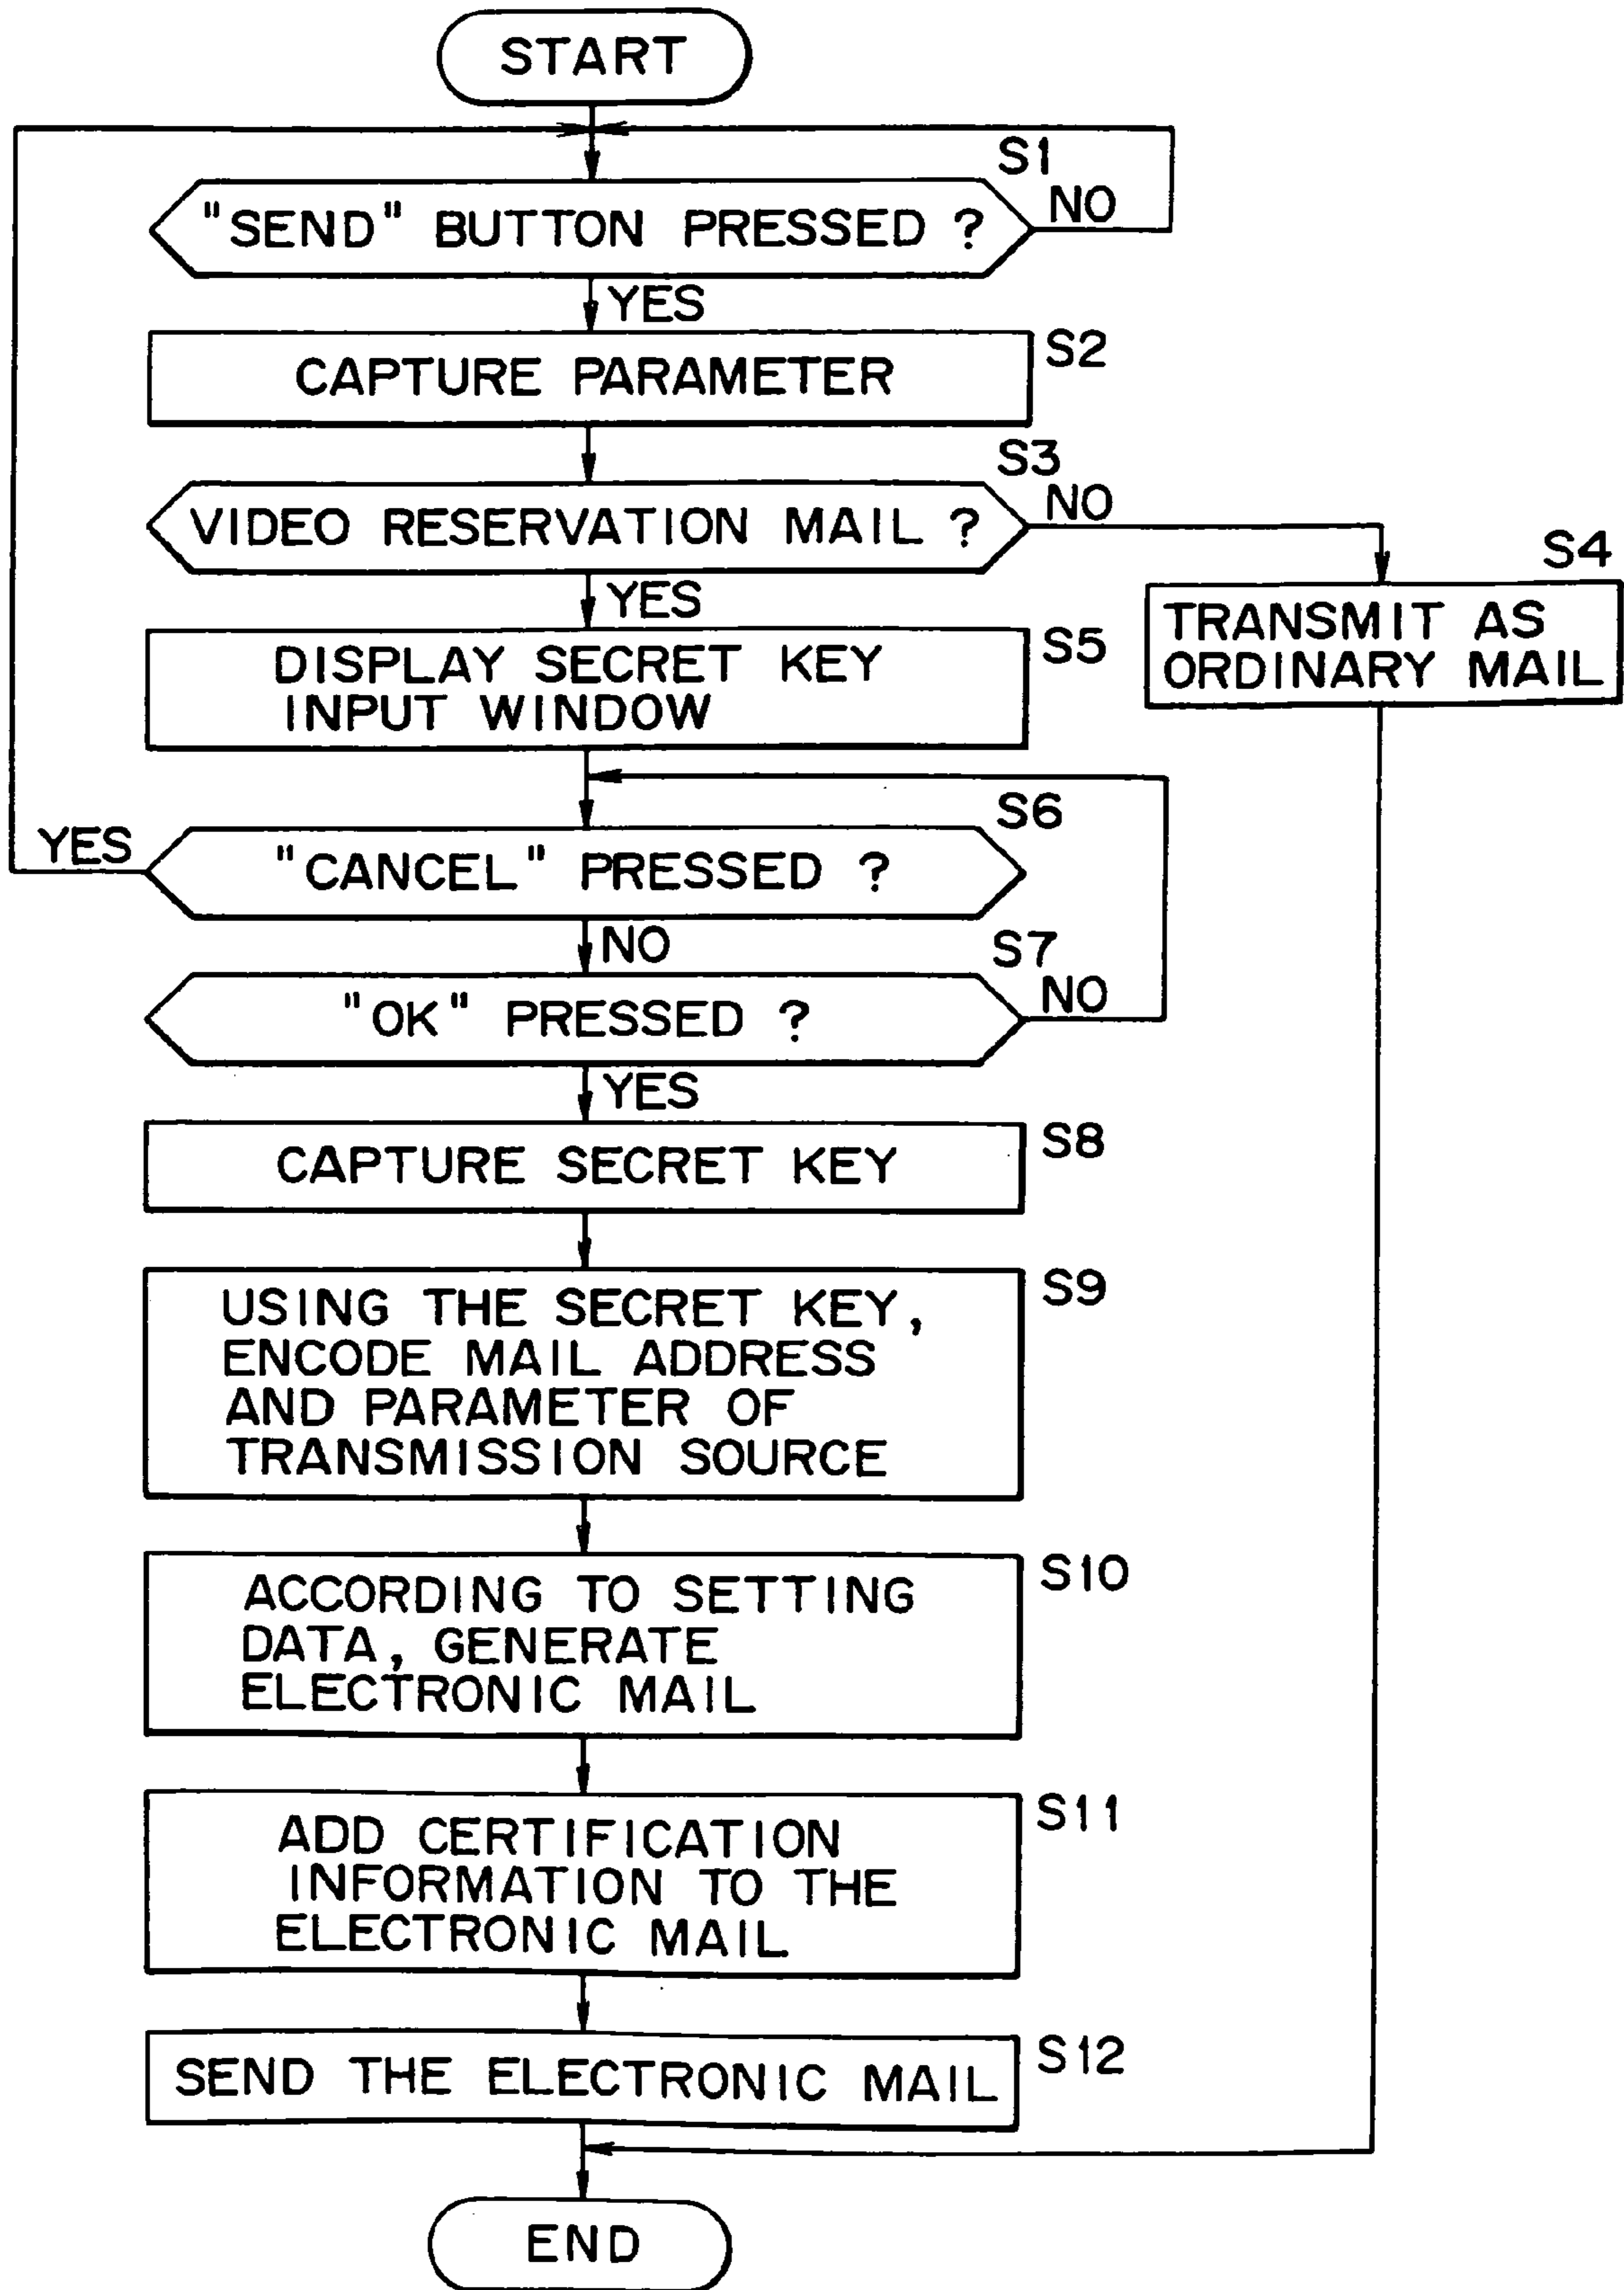 START
S1
"SEND" BUTTON PRESSED ?
NO
YES
CAPTURE PARAMETER
S2
S3
VIDEO RESERVATION MAIL ?
NO
YES
S4
TRANSMIT AS
ORDINARY MAIL
DISPLAY SECRET KEY
INPUT WINDOW
S5
S6
YES
"CANCEL" PRESSED ?
NO
S7
"OK" PRESSED ?
NO
YES
CAPTURE SECRET KEY
S8
USING THE SECRET KEY,
ENCODE MAIL ADDRESS
AND PARAMETER OF
TRANSMISSION SOURCE
S9
ACCORDING TO SETTING
DATA, GENERATE
ELECTRONIC MAIL
S10
ADD CERTIFICATION
INFORMATION TO THE
ELECTRONIC MAIL
S11
SEND THE ELECTRONIC MAIL
S12
END